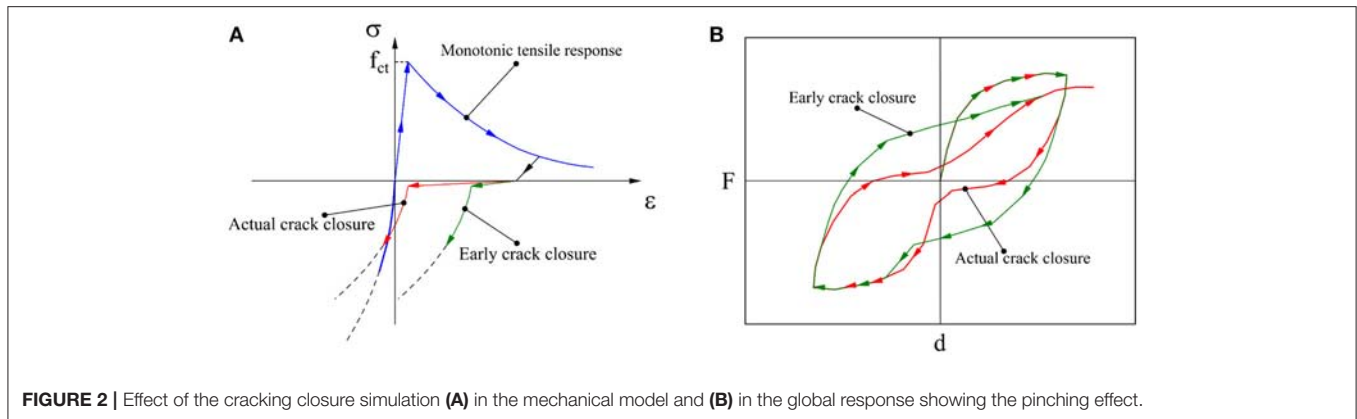 A
σ
f_ct
Monotonic tensile response
ε
Actual crack closure
Early crack closure
B
Early crack closure
F
Actual crack closure
d
FIGURE 2 | Effect of the cracking closure simulation (A) in the mechanical model and (B) in the global response showing the pinching effect.